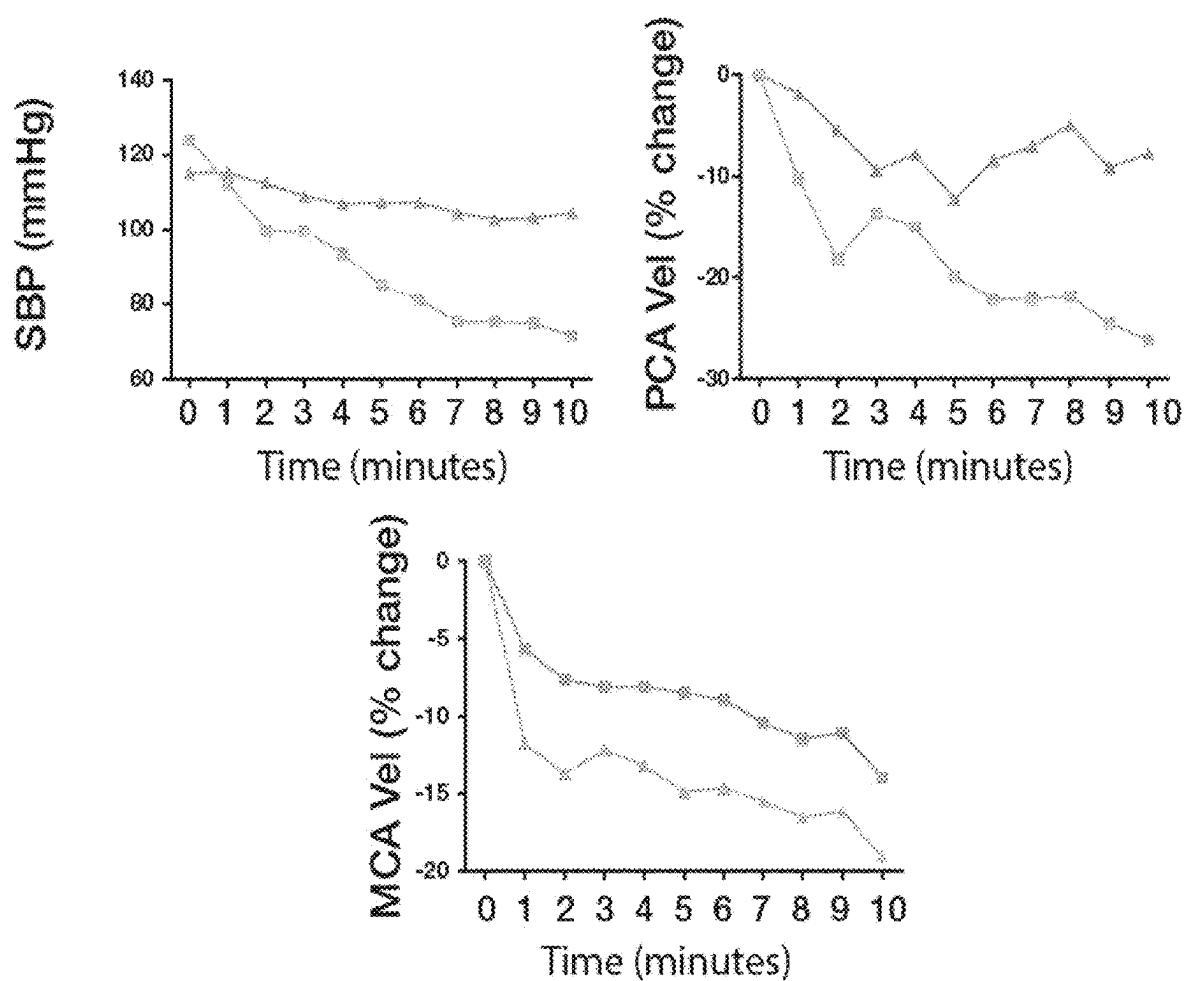 SBP (mmHg)
140
120
100
80
60
0 1 2 3 4 5 6 7 8 9 10
Time (minutes)
PCA Vel (% change)
0
-10
-20
-30
0 1 2 3 4 5 6 7 8 9 10
Time (minutes)
MCA Vel (% change)
0
-5
-10
-15
-20
0 1 2 3 4 5 6 7 8 9 10
Time (minutes)